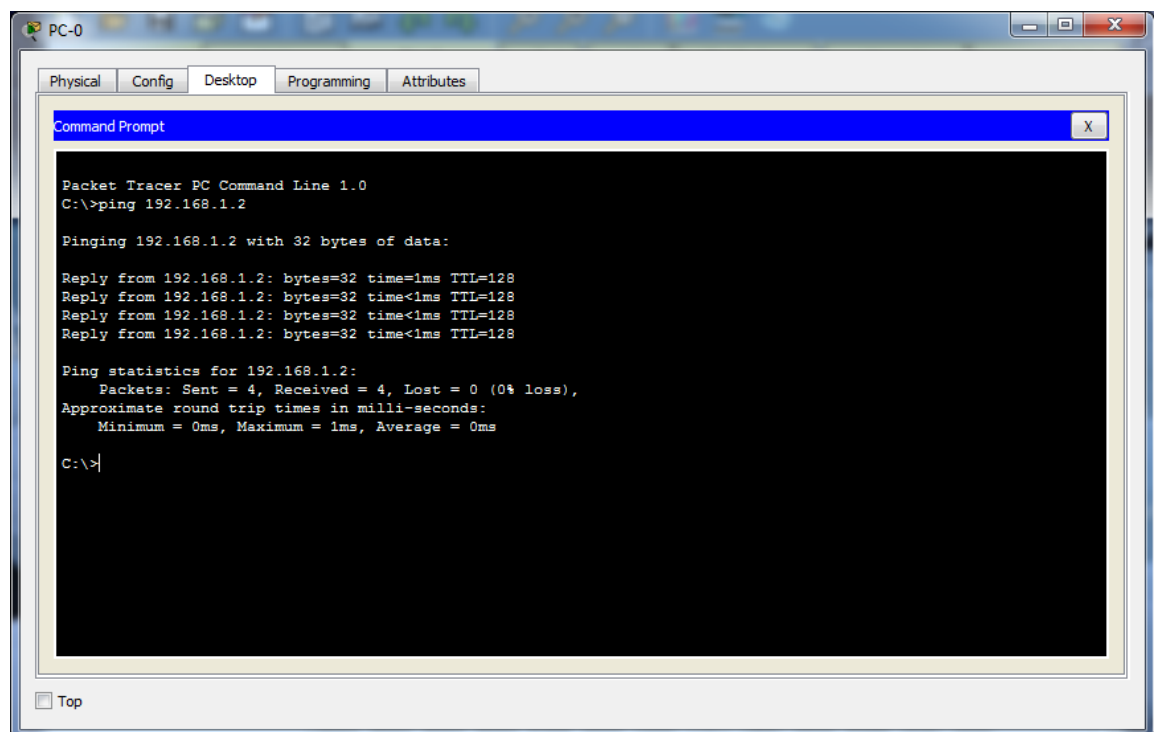 PC-0
Physical Config Desktop Programming Attributes
Command Prompt X
Packet Tracer PC Command Line 1.0
C:\>ping 192.168.1.2
Pinging 192.168.1.2 with 32 bytes of data:
Reply from 192.168.1.2: bytes=32 time=1ms TTL=128
Reply from 192.168.1.2: bytes=32 time<1ms TTL=128
Reply from 192.168.1.2: bytes=32 time<1ms TTL=128
Reply from 192.168.1.2: bytes=32 time<1ms TTL=128
Ping statistics for 192.168.1.2:
Packets: Sent = 4, Received = 4, Lost = 0 (0% loss),
Approximate round trip times in milli-seconds:
Minimum = 0ms, Maximum = 1ms, Average = 0ms
C:\>
Top